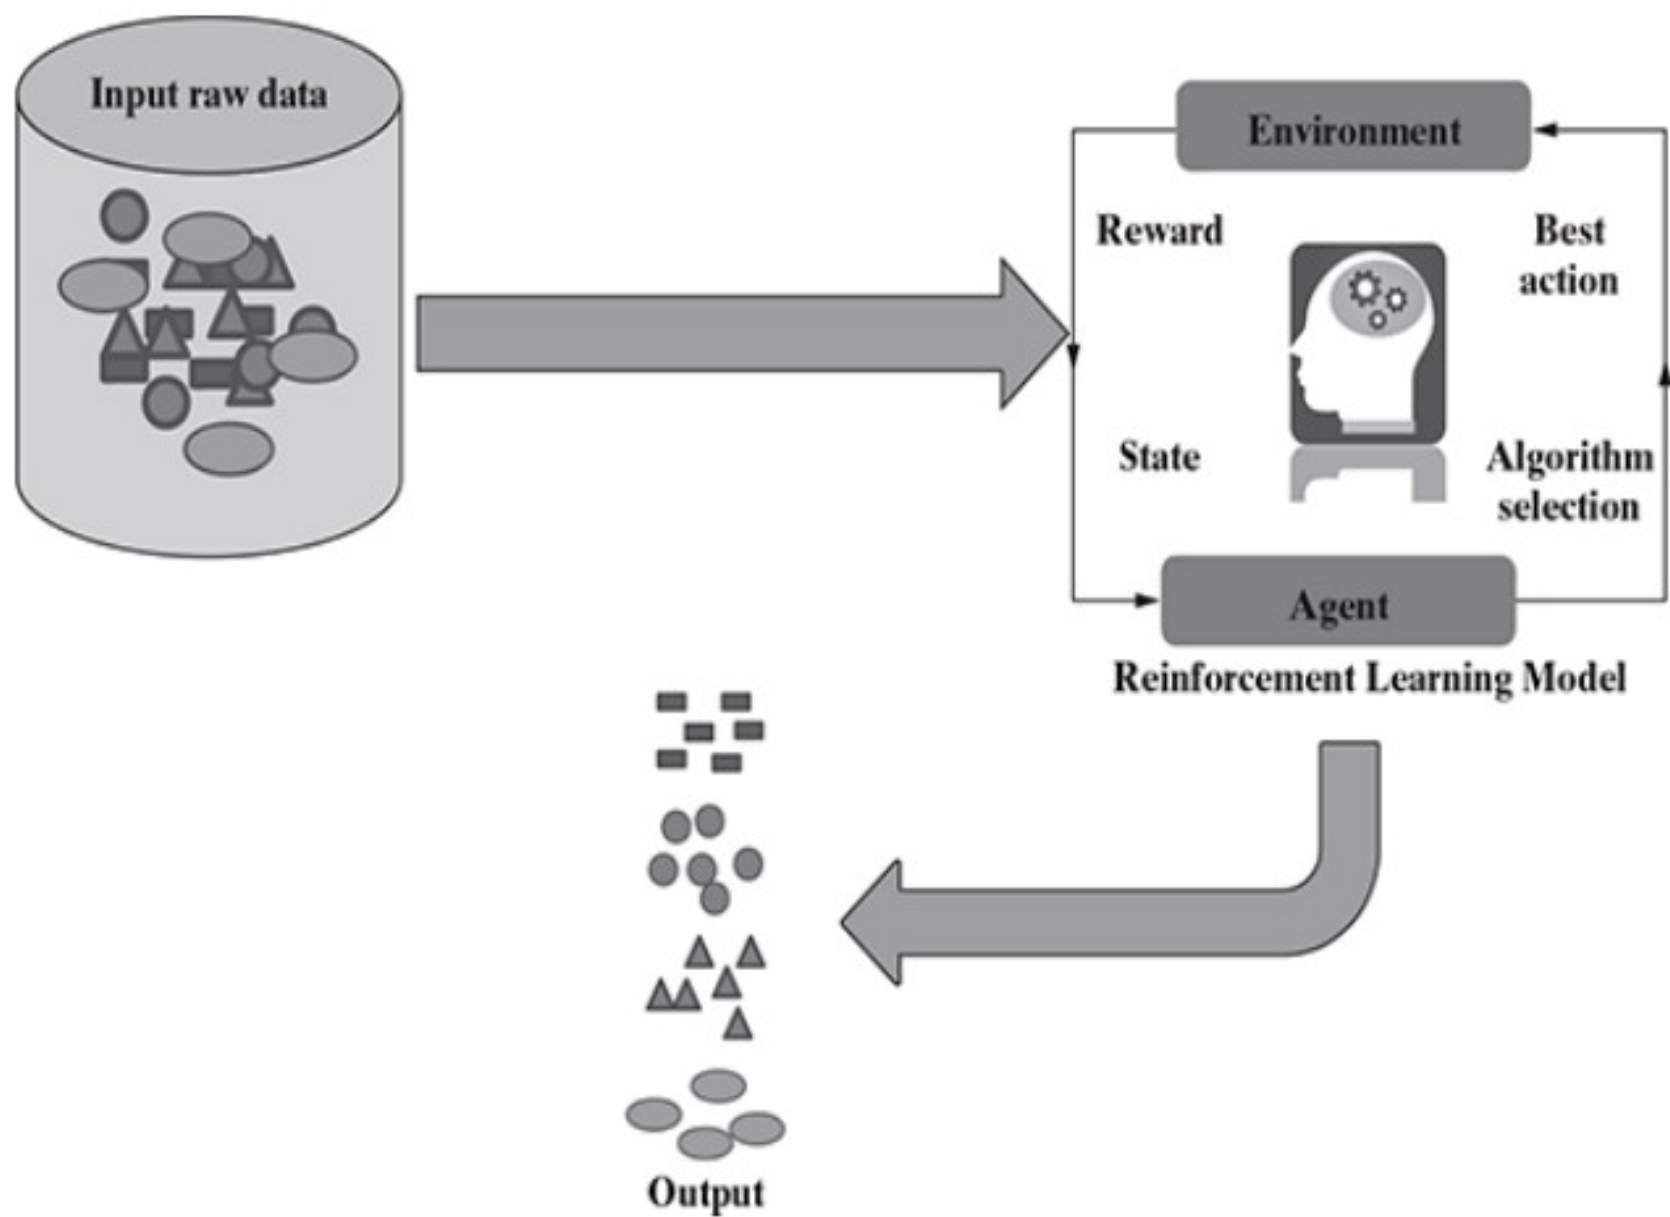 Input raw data
Environment
Reward
Best
action
State
Algorithm
selection
Agent
Reinforcement Learning Model
Output